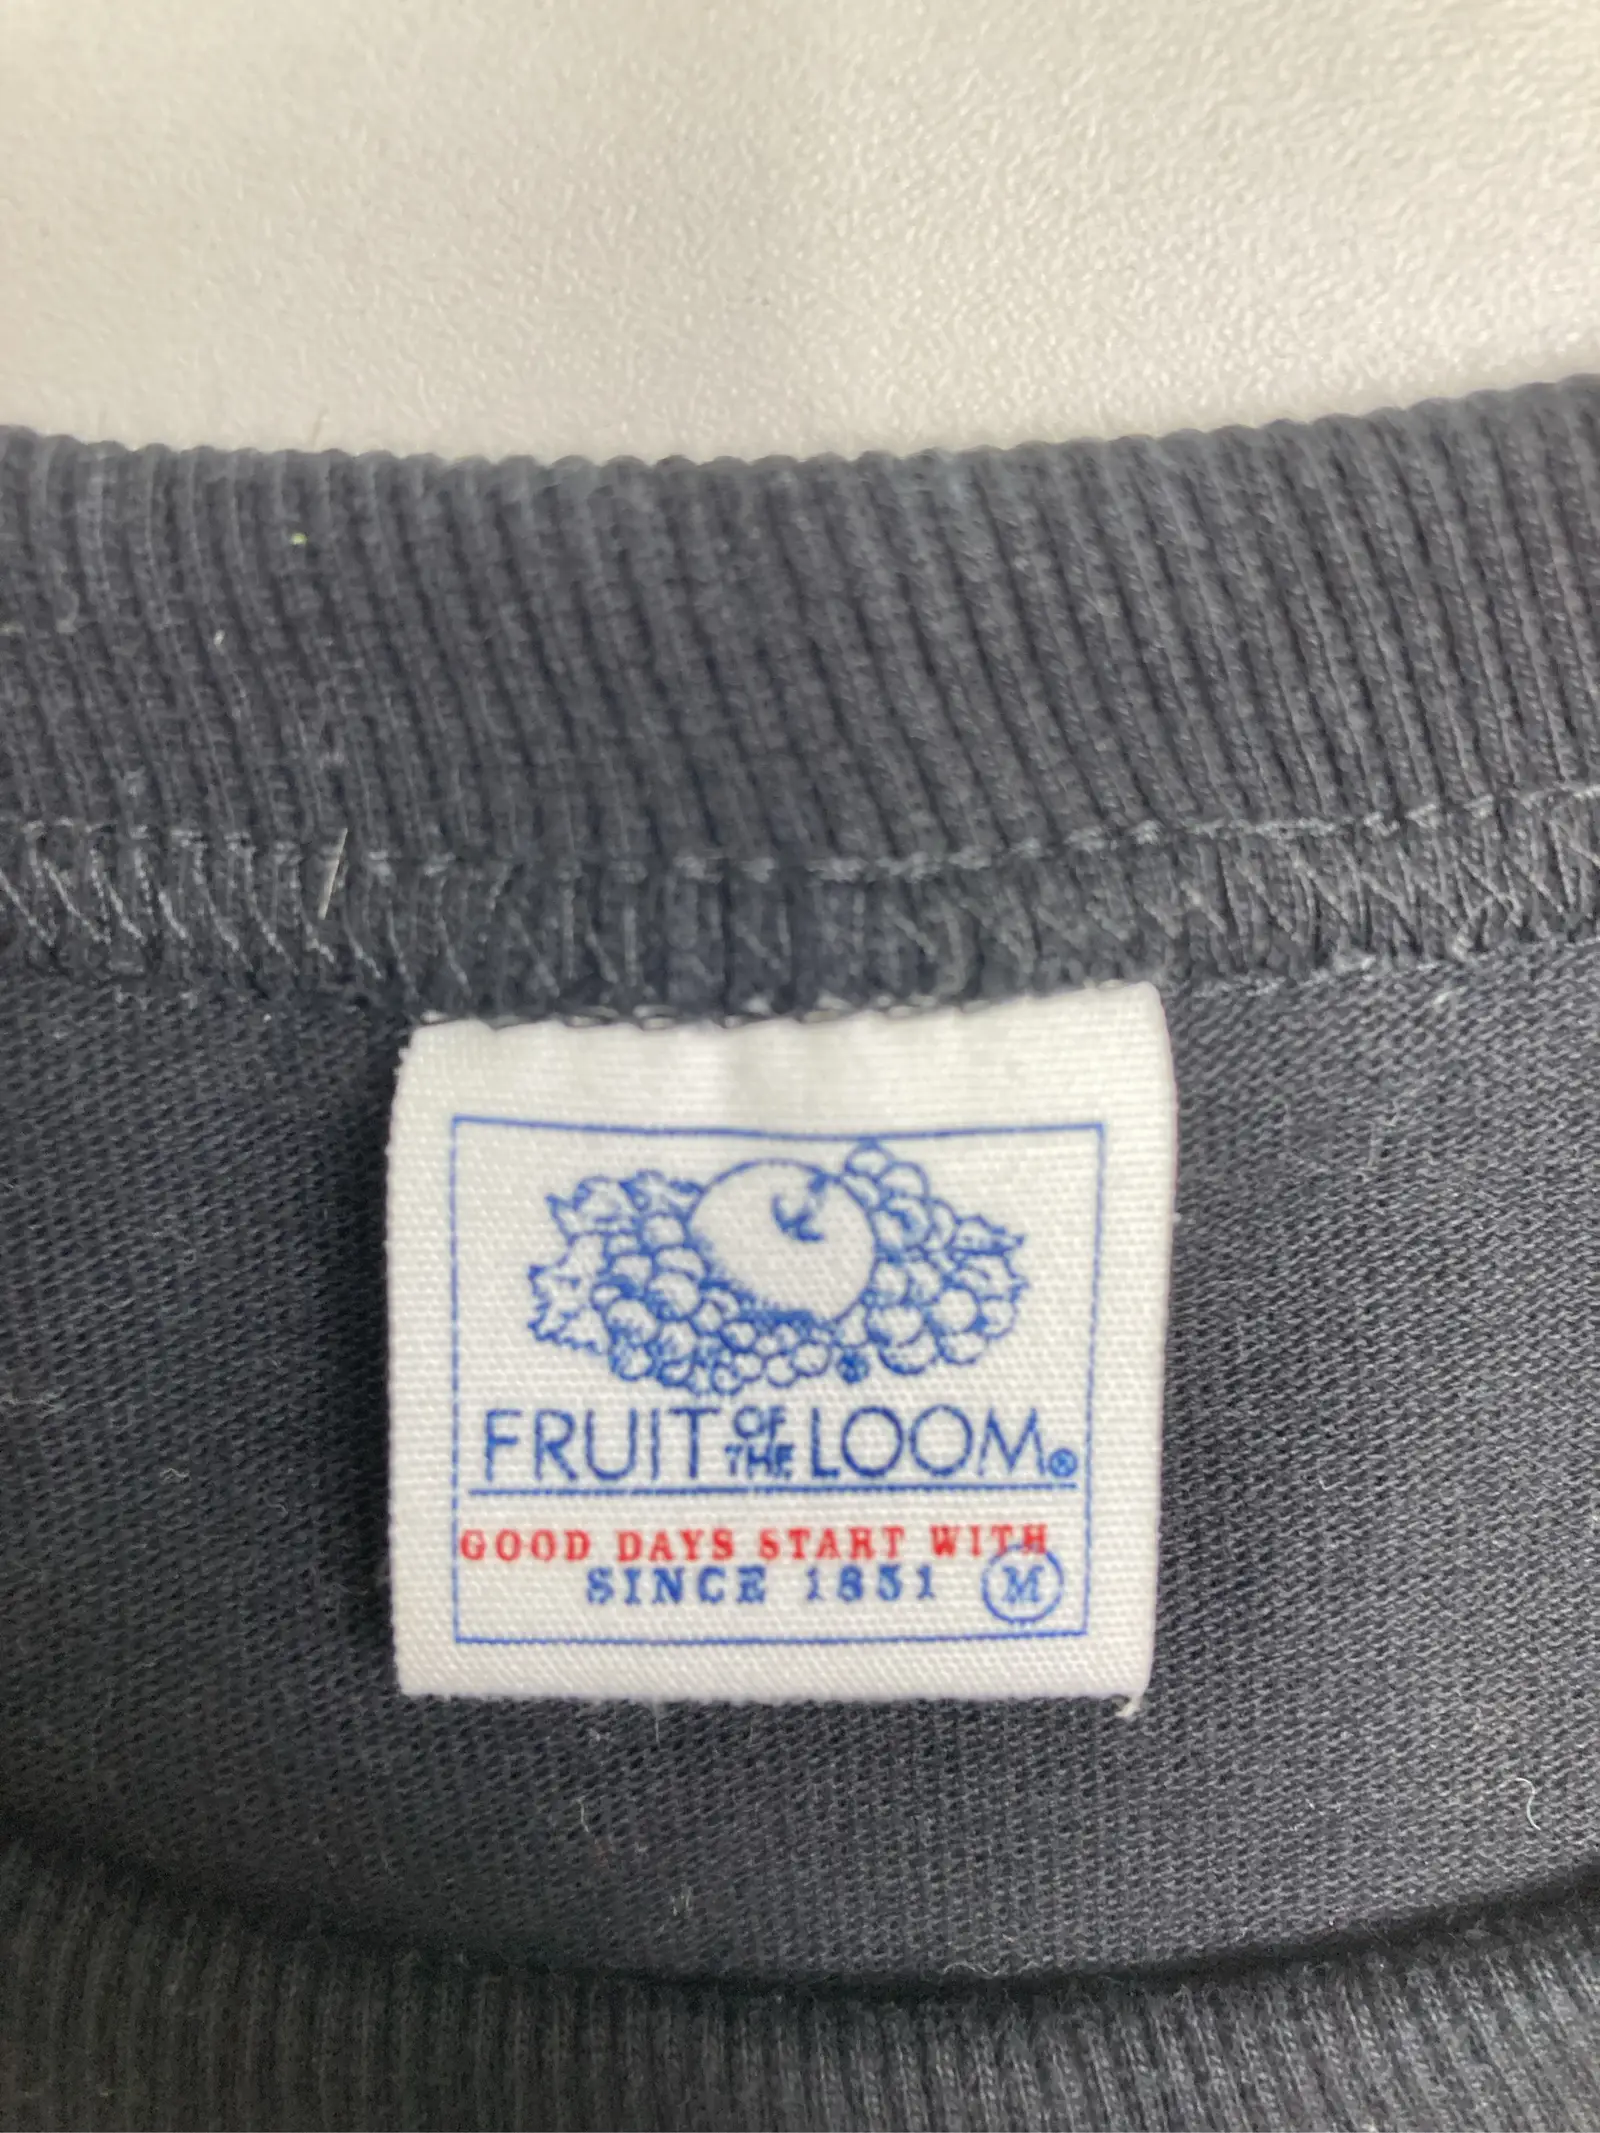 FRUIT OF THE LOOM®
GOOD DAYS START WITH
SINCE 1851 M